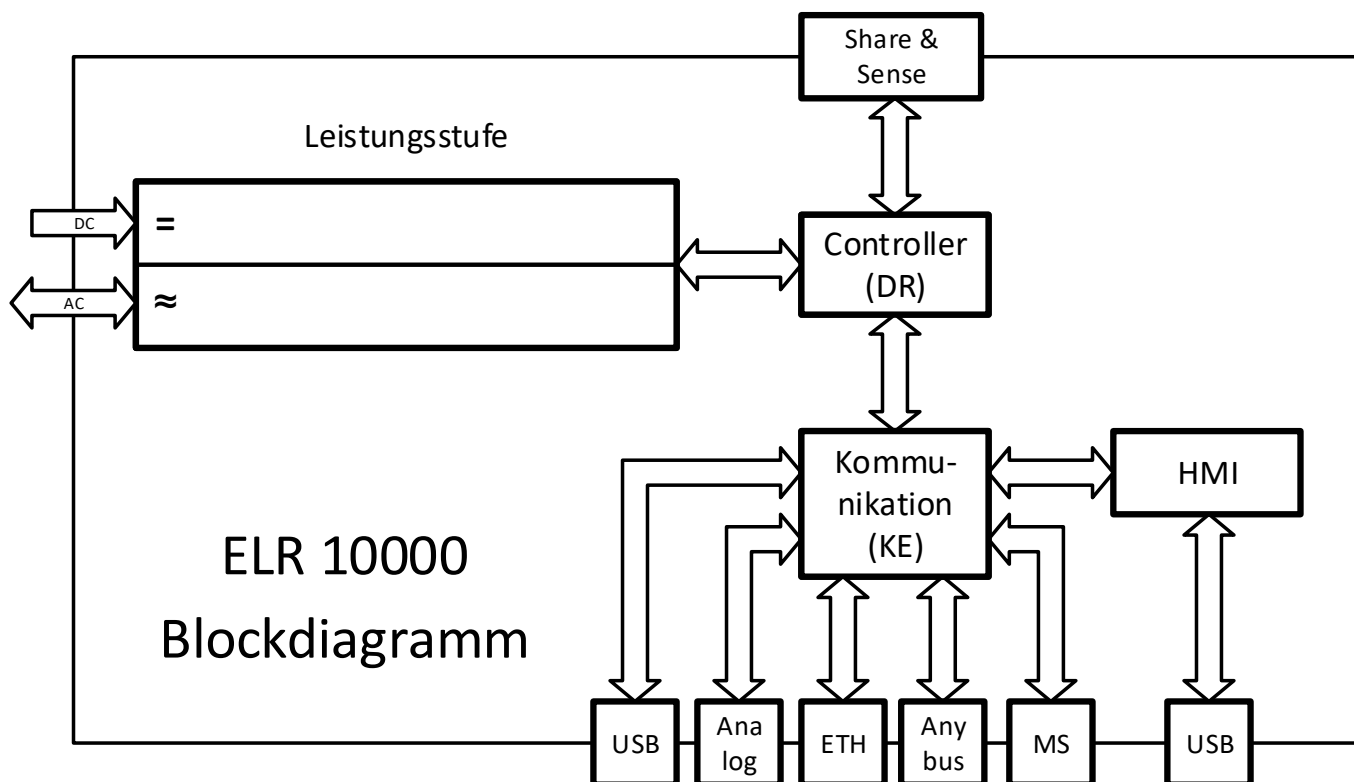 Share &
Sense
Leistungsstufe
DC
=
AC
≈
Controller
(DR)
Kommu-
nikation
(KE)
HMI
ELR 10000
Blockdiagramm
USB
Ana
log
ETH
Any
bus
MS
USB